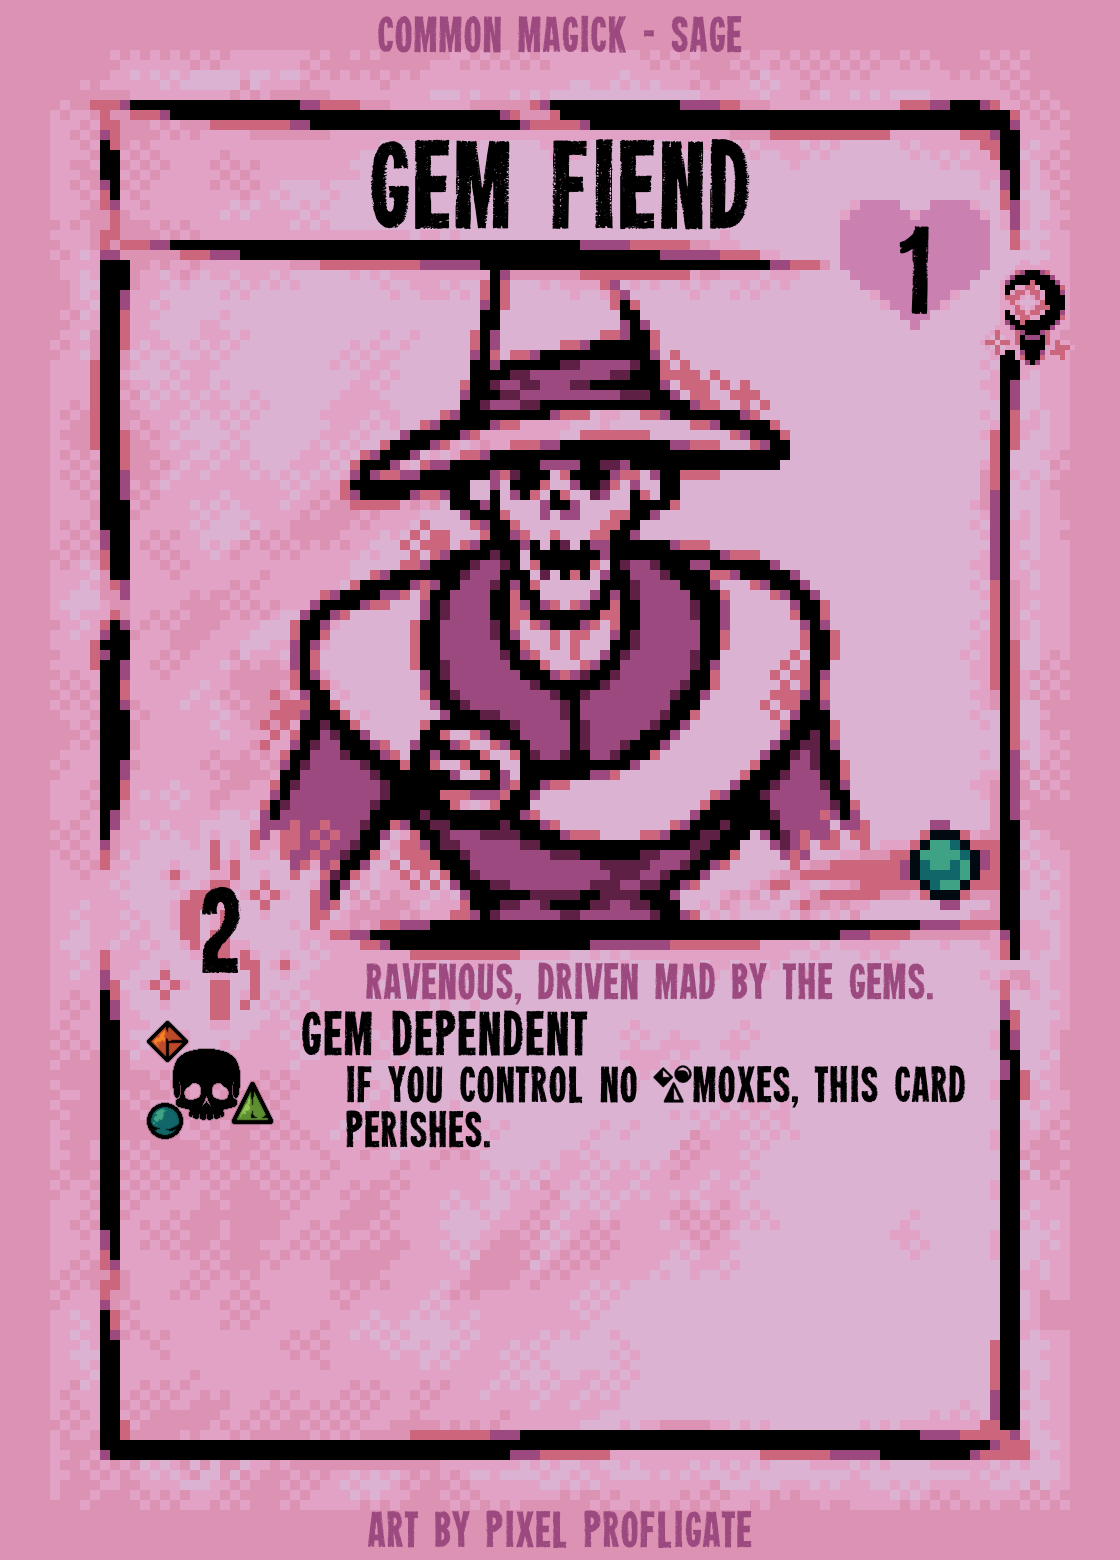 COMMON MAGICK - SAGE
GEM FIEND
1
2
RAVENOUS, DRIVEN MAD BY THE GEMS.
GEM DEPENDENT
IF YOU CONTROL NO MOXES, THIS CARD
PERISHES.
ART BY PIXEL PROFLIGATE